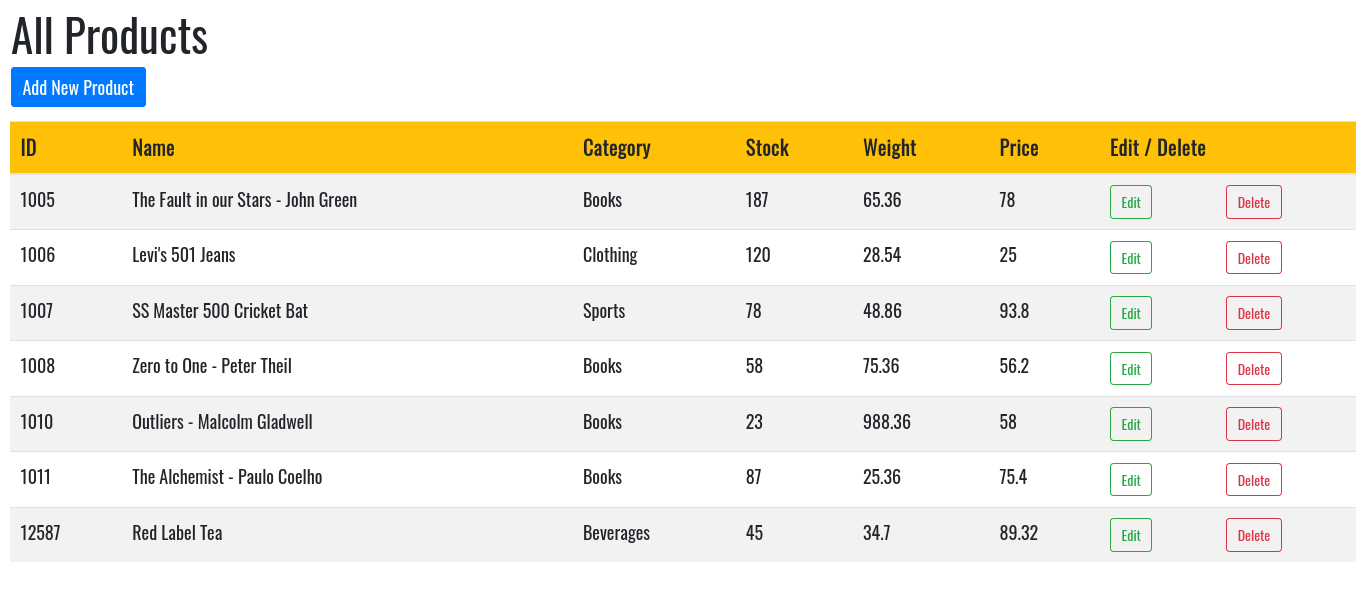 All Products
Add New Product
ID Name Category Stock Weight Price Edit / Delete
1005 The Fault in our Stars - John Green Books 187 65.36 78 Edit Delete
1006 Levi's 501 Jeans Clothing 120 28.54 25 Edit Delete
1007 SS Master 500 Cricket Bat Sports 78 48.86 93.8 Edit Delete
1008 Zero to One - Peter Theil Books 58 75.36 56.2 Edit Delete
1010 Outliers - Malcolm Gladwell Books 23 988.36 58 Edit Delete
1011 The Alchemist - Paulo Coelho Books 87 25.36 75.4 Edit Delete
12587 Red Label Tea Beverages 45 34.7 89.32 Edit Delete